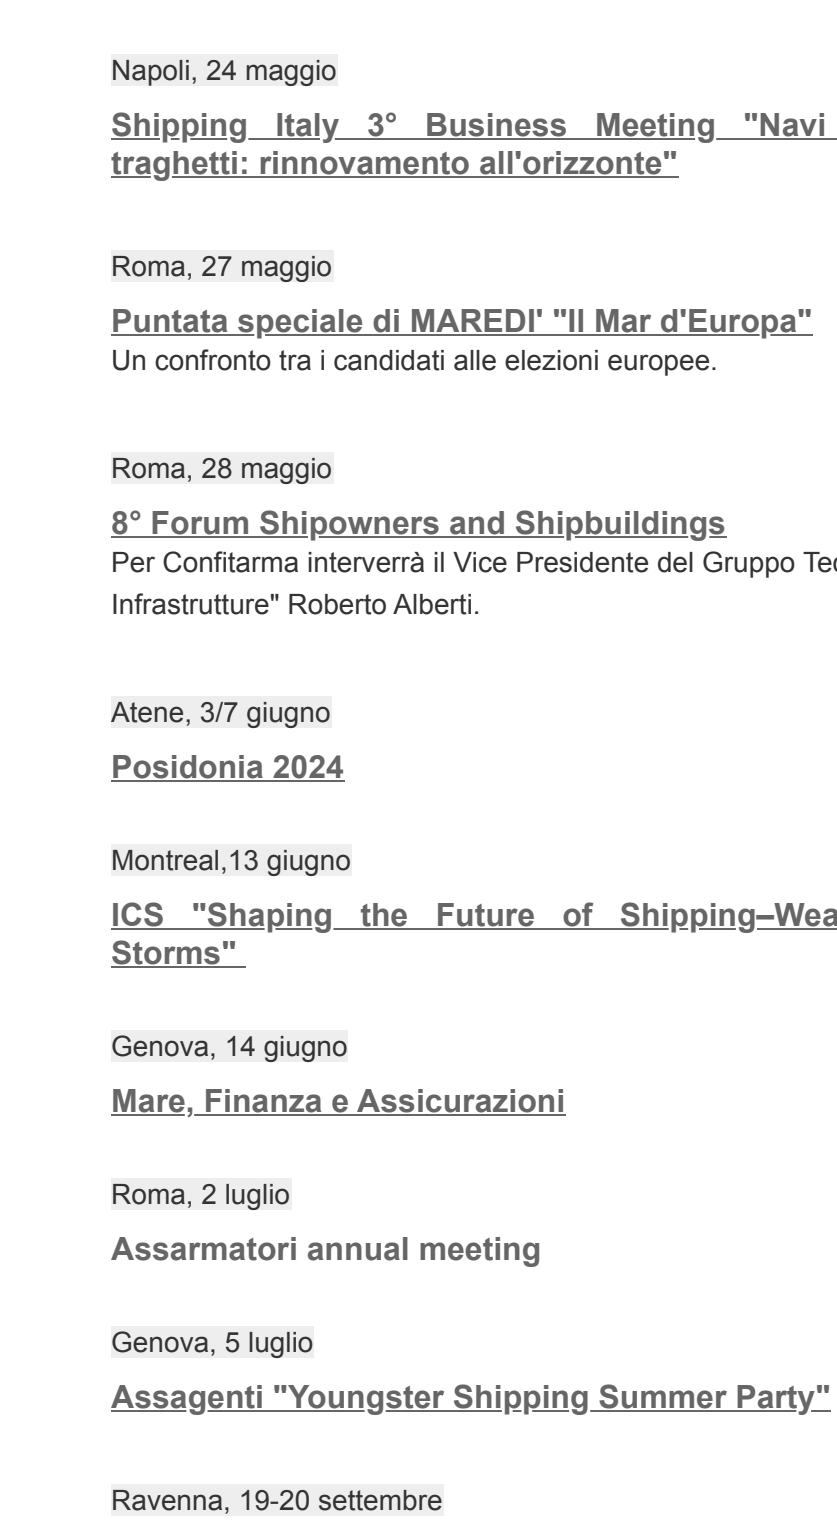 Napoli, 24 maggio
Shipping Italy 3° Business Meeting "Navi
traghetti: rinnovamento all'orizzonte"
Roma, 27 maggio
Puntata speciale di MAREDI' "Il Mar d'Europa"
Un confronto tra i candidati alle elezioni europee.
Roma, 28 maggio
8° Forum Shipowners and Shipbuildings
Per Confitarma interverrà il Vice Presidente del Gruppo
Infrastrutture" Roberto Alberti.
Atene, 3/7 giugno
Posidonia 2024
Montreal,13 giugno
ICS "Shaping the Future of Shipping–
Storms"
Genova, 14 giugno
Mare, Finanza e Assicurazioni
Roma, 2 luglio
Assarmatori annual meeting
Genova, 5 luglio
Assagenti "Youngster Shipping Summer Party"
Ravenna, 19-20 settembre